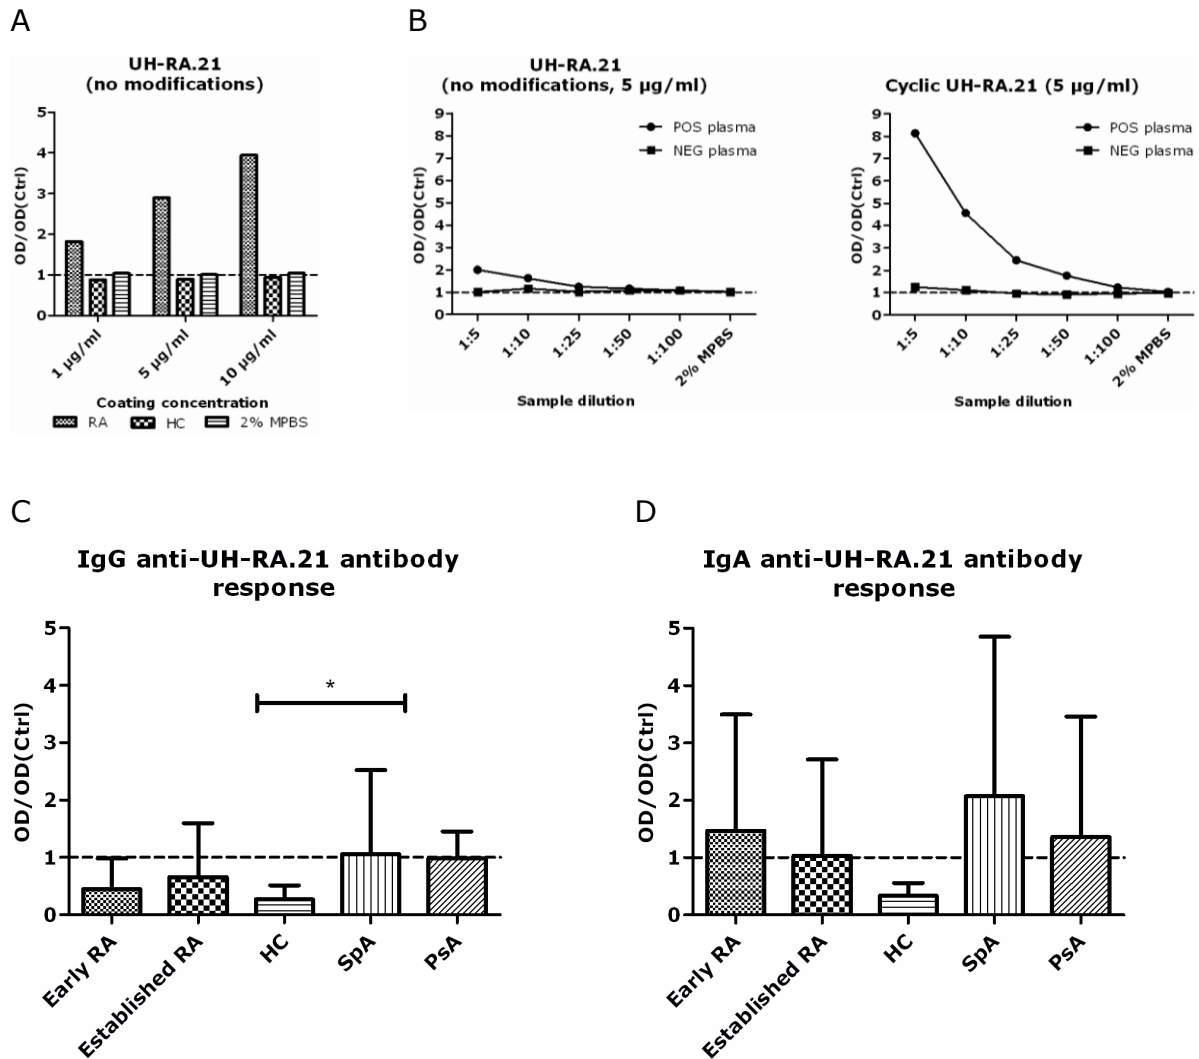 A
UH-RA.21
(no modifications)
OD/OD(Ctrl)
5
4
3
2
1
0
1 µg/ml
5 µg/ml
10 µg/ml
Coating concentration
RA
HC
2% MPBS
B
UH-RA.21
(no modifications, 5 µg/ml)
OD/OD(Ctrl)
9
8
7
6
5
4
3
2
1
0
POS plasma
NEG plasma
1:5
1:10
1:25
1:50
1:100
2% MPBS
Sample dilution
Cyclic UH-RA.21 (5 µg/ml)
OD/OD(Ctrl)
9
8
7
6
5
4
3
2
1
0
POS plasma
NEG plasma
1:5
1:10
1:25
1:50
1:100
2% MPBS
Sample dilution
C
IgG anti-UH-RA.21 antibody
response
OD/OD(Ctrl)
5
4
3
2
1
0
*
Early RA
Established RA
HC
SpA
PsA
D
IgA anti-UH-RA.21 antibody
response
OD/OD(Ctrl)
5
4
3
2
1
0
Early RA
Established RA
HC
SpA
PsA